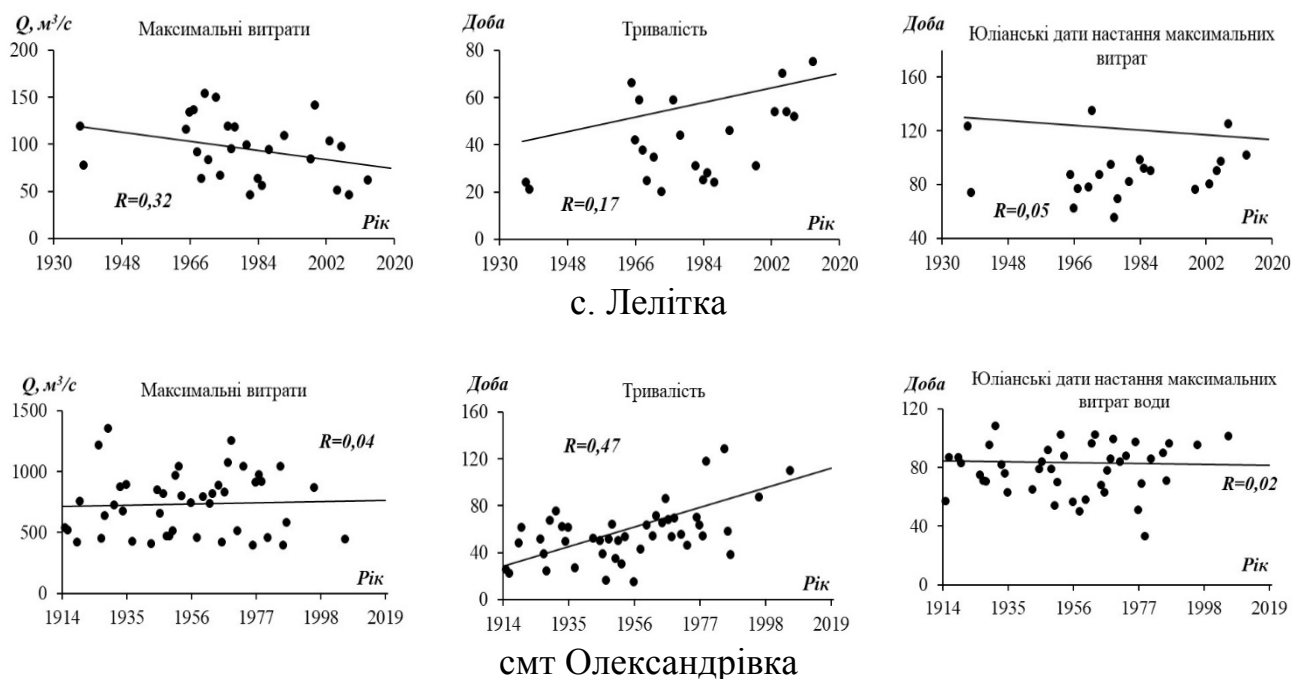 Q, м³/с
Максимальні витрати
200
150
100
50
0
R=0,32
Рік
1930 1948 1966 1984 2002 2020
Доба
Тривалість
80
60
40
20
0
R=0,17
Рік
1930 1948 1966 1984 2002 2020
Доба
Юліанські дати настання максимальних
витрат
160
120
80
40
R=0,05
Рік
1930 1948 1966 1984 2002 2020
с. Лелітка
Q, м³/с
Максимальні витрати
1500
1000
500
0
R=0,04
Рік
1914 1935 1956 1977 1998 2019
Доба
Тривалість
160
120
80
40
0
R=0,47
Рік
1914 1935 1956 1977 1998 2019
Доба
Юліанські дати настання максимальних
витрат води
120
80
40
0
R=0,02
Рік
1914 1935 1956 1977 1998 2019
смт Олександрівка